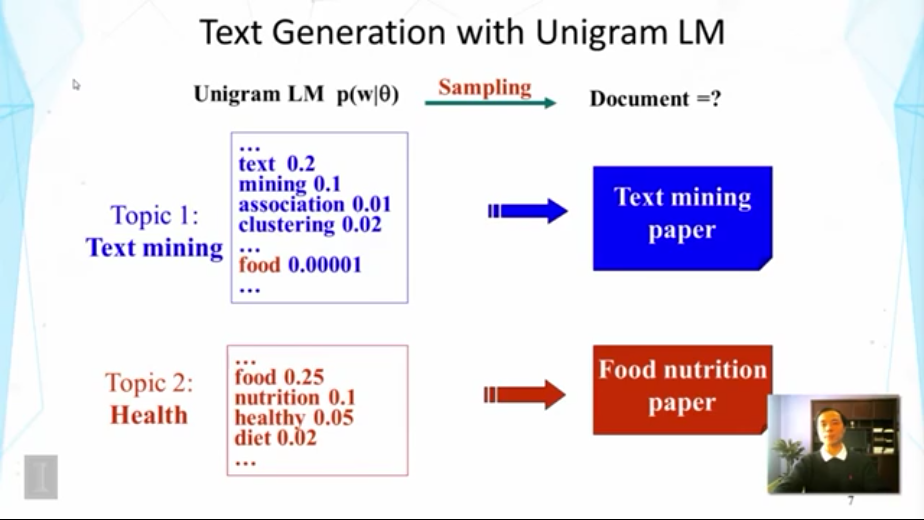 Text Generation with Unigram LM
Unigram LM p(w|θ)
Sampling
Document =?
Topic 1:
Text mining
...
text 0.2
mining 0.1
association 0.01
clustering 0.02
...
food 0.00001
...
Text mining
paper
Topic 2:
Health
...
food 0.25
nutrition 0.1
healthy 0.05
diet 0.02
...
Food nutrition
paper
I
7